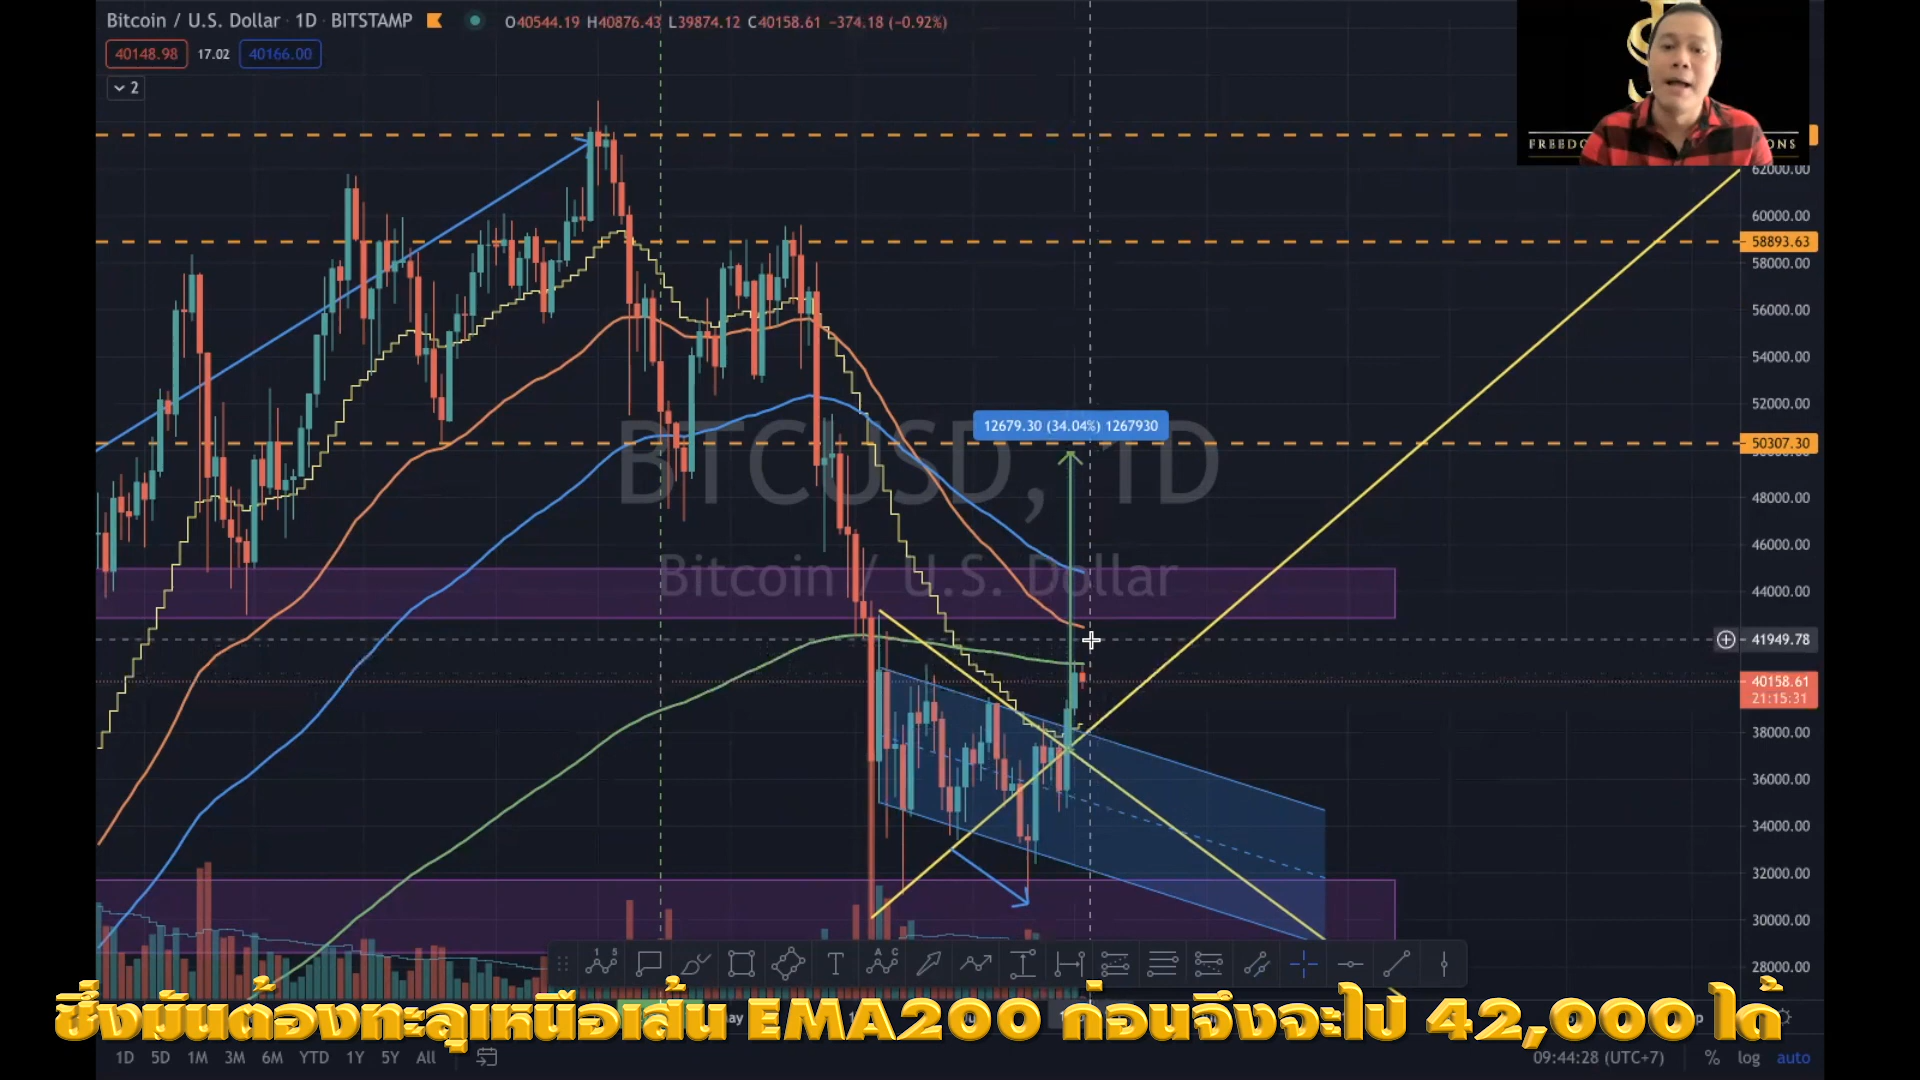 Bitcoin / U.S. Dollar · 1D · BITSTAMP O40544.19 H40876.43 L39874.12 C40158.61 −374.18 (−0.92%)
40148.98 17.02 40166.00
2
FREEDO
ONS
62000.00
60000.00
58893.63
58000.00
56000.00
54000.00
52000.00
12679.30 (34.04%) 1267930
50307.30
BTCUSD, 1D
48000.00
46000.00
Bitcoin / U.S. Dollar
44000.00
41949.78
40158.61
21:15:31
38000.00
36000.00
34000.00
32000.00
30000.00
28000.00
ซึ่งมันต้องทะลุเหนือเส้น EMA200 ก่อนจึงจะไป 42,000 ได้
1D 5D 1M 3M 6M YTD 1Y 5Y All 09:44:28 (UTC+7) % log auto